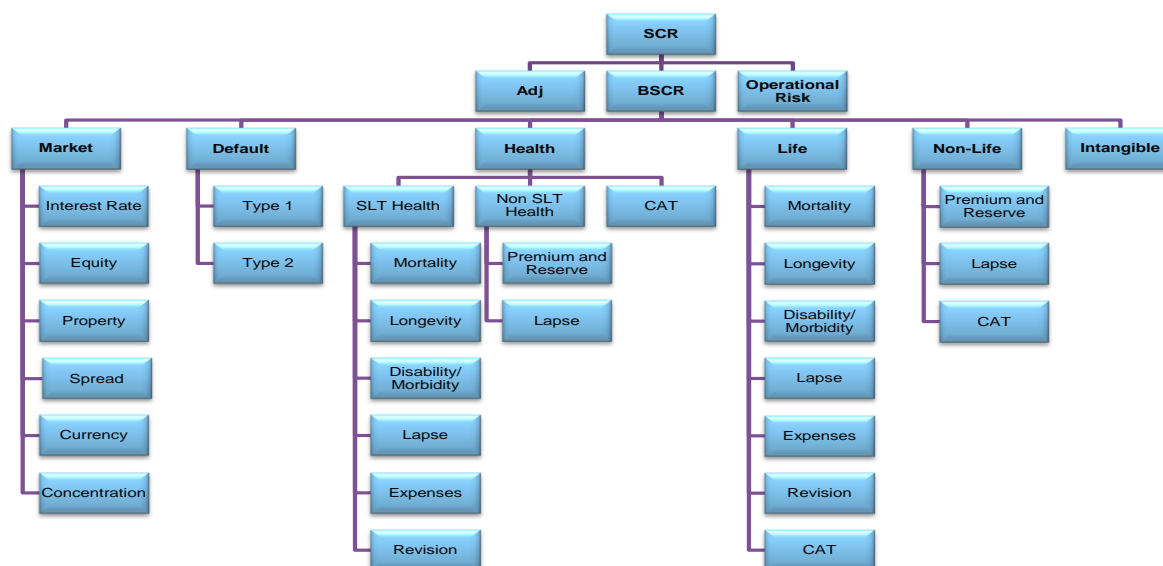 SCR
Adj
BSCR
Operational
Risk
Market
Default
Health
Life
Non-Life
Intangible
Interest Rate
Equity
Property
Spread
Currency
Concentration
Type 1
Type 2
SLT Health
Mortality
Longevity
Disability/
Morbidity
Lapse
Expenses
Revision
Non SLT
Health
Premium and
Reserve
Lapse
CAT
Mortality
Longevity
Disability/
Morbidity
Lapse
Expenses
Revision
CAT
Premium and
Reserve
Lapse
CAT